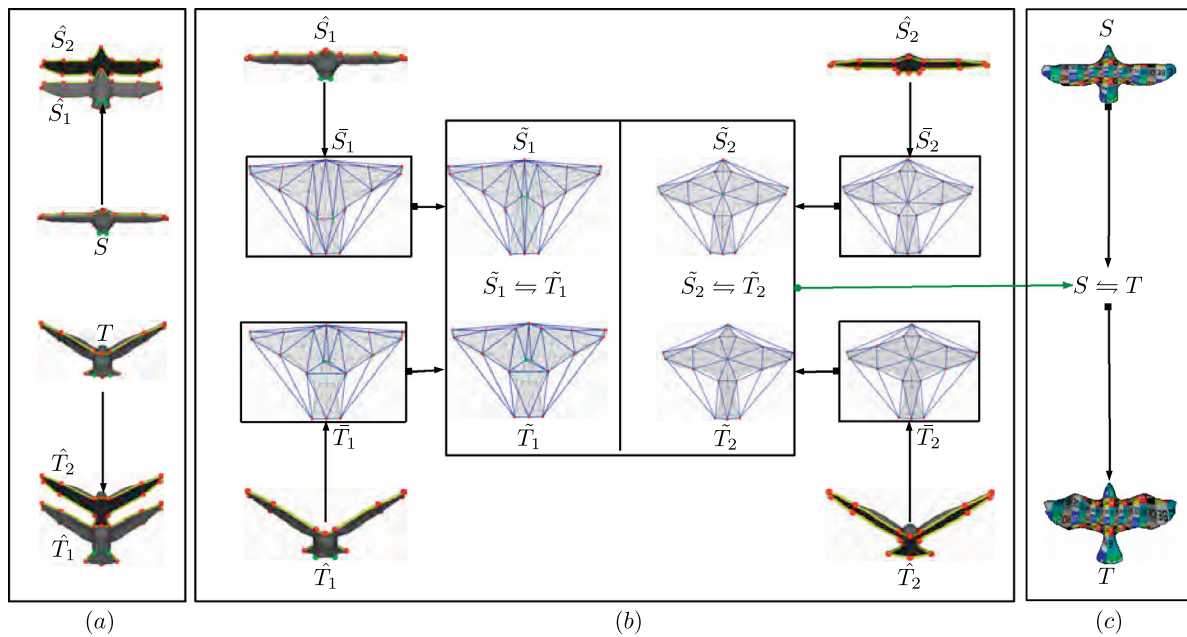 Ŝ₂
Ŝ₁
S
T
T̂₂
T̂₁
(a)
Ŝ₁
Ŝ₂
S̄₁
S̃₁
S̃₂
S̄₂
S̃₁ ⇋ T̃₁
S̃₂ ⇋ T̃₂
T̄₁
T̃₁
T̃₂
T̄₂
T̂₁
T̂₂
(b)
S
S ⇋ T
T
(c)